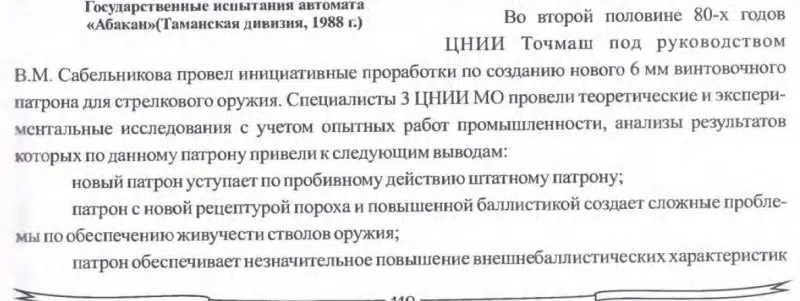 Государственные испытания автомата
«Абакан»(Таманская дивизия, 1988 г.)
Во второй половине 80-х годов
ЦНИИ Точмаш под руководством
В.М. Сабельникова провел инициативные проработки по созданию нового 6 мм винтовочного
патрона для стрелкового оружия. Специалисты 3 ЦНИИ МО провели теоретические и экспери-
ментальные исследования с учетом опытных работ промышленности, анализы результатов
которых по данному патрону привели к следующим выводам:
новый патрон уступает по пробивному действию штатному патрону;
патрон с новой рецептурой пороха и повышенной баллистикой создает сложные пробле-
мы по обеспечению живучести стволов оружия;
патрон обеспечивает незначительное повышение внешнебаллистических характеристик